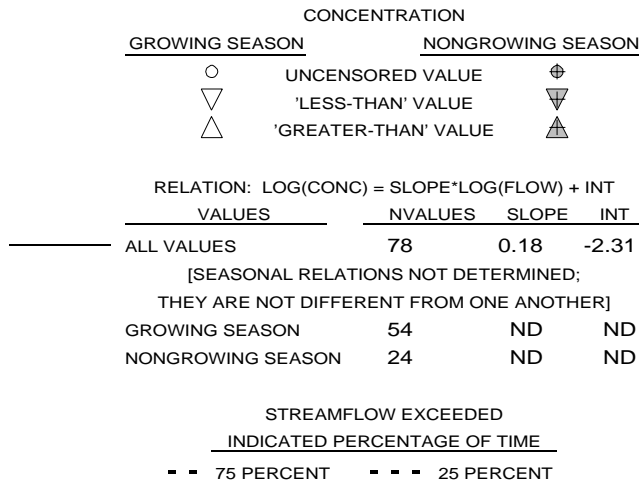 CONCENTRATION
GROWING SEASON NONGROWING SEASON
UNCENSORED VALUE
'LESS-THAN' VALUE
'GREATER-THAN' VALUE
RELATION: LOG(CONC) = SLOPE*LOG(FLOW) + INT
VALUES NVALUES SLOPE INT
ALL VALUES 78 0.18 -2.31
[SEASONAL RELATIONS NOT DETERMINED;
THEY ARE NOT DIFFERENT FROM ONE ANOTHER]
GROWING SEASON 54 ND ND
NONGROWING SEASON 24 ND ND
STREAMFLOW EXCEEDED
INDICATED PERCENTAGE OF TIME
75 PERCENT 25 PERCENT